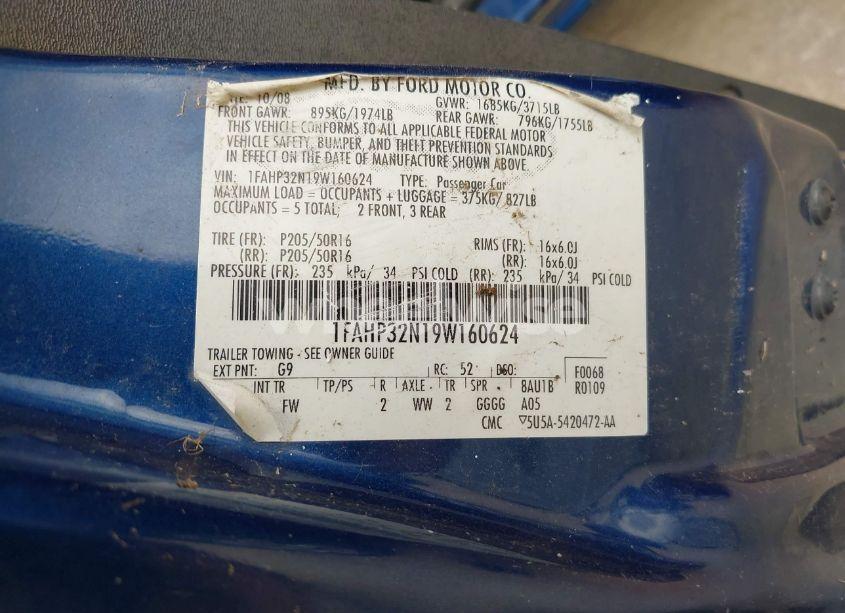 MFD. BY FORD MOTOR CO.
10/08 GVWR: 1685KG/3715LB
FRONT GAWR: 895KG/1974LB REAR GAWR: 796KG/1755LB
THIS VEHICLE CONFORMS TO ALL APPLICABLE FEDERAL MOTOR
VEHICLE SAFETY, BUMPER, AND THEFT PREVENTION STANDARDS
IN EFFECT ON THE DATE OF MANUFACTURE SHOWN ABOVE.
VIN: 1FAHP32N19W160624 TYPE: Passenger Car
MAXIMUM LOAD = OCCUPANTS + LUGGAGE = 375KG/ 827LB
OCCUPANTS = 5 TOTAL; 2 FRONT, 3 REAR
TIRE (FR): P205/50R16 RIMS (FR): 16x6.0J
(RR): P205/50R16 (RR): 16x6.0J
PRESSURE (FR): 235 kPa/ 34 PSI COLD (RR): 235 kPa/ 34 PSI COLD
1FAHP32N19W160624
TRAILER TOWING - SEE OWNER GUIDE
EXT PNT: G9 RC: 52 DSO: F0068
INT TR TP/PS R AXLE TR SPR 8AU1B R0109
FW 2 WW 2 GGGG A05
CMC ▽5U5A-5420472-AA